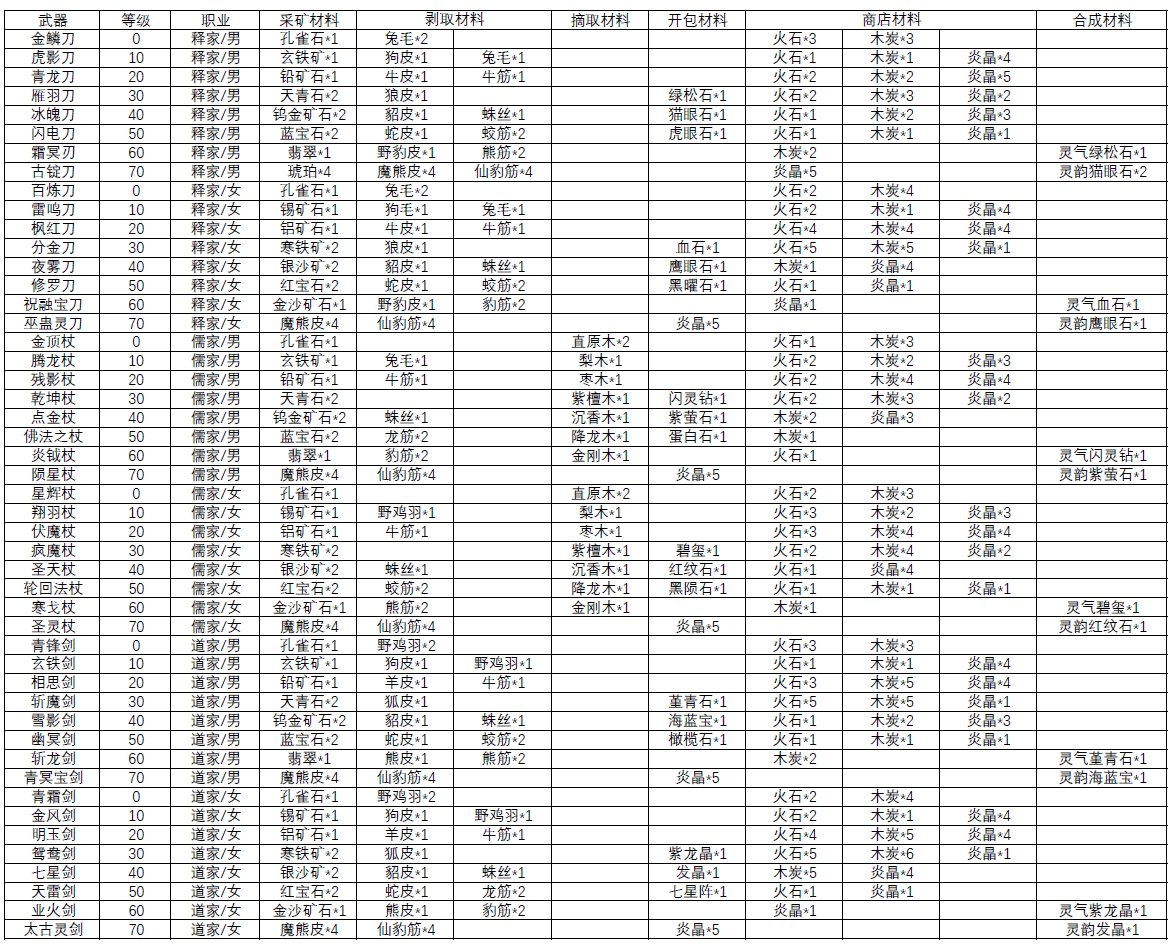 武器 等级 职业 采矿材料 剥取材料 摘取材料 开包材料 商店材料 合成材料
金鳞刀 0 释家/男 孔雀石*1 兔毛*2 火石*3 木炭*3
虎影刀 10 释家/男 玄铁矿*1 狗皮*1 兔毛*1 火石*1 木炭*1 炎晶*4
青龙刀 20 释家/男 铅矿石*1 牛皮*1 牛筋*1 火石*2 木炭*2 炎晶*5
雁羽刀 30 释家/男 天青石*2 狼皮*1 绿松石*1 火石*2 木炭*3 炎晶*2
冰魄刀 40 释家/男 钨金矿石*2 貂皮*1 蛛丝*1 猫眼石*1 火石*1 木炭*2 炎晶*3
闪电刀 50 释家/男 蓝宝石*2 蛇皮*1 蛟筋*2 虎眼石*1 火石*1 木炭*1 炎晶*1
霜冥刃 60 释家/男 翡翠*1 野豹皮*1 熊筋*2 木炭*2 灵气绿松石*1
古锭刀 70 释家/男 琥珀*4 魔熊皮*4 仙豹筋*4 炎晶*5 灵韵猫眼石*2
百炼刀 0 释家/女 孔雀石*1 兔毛*2 火石*2 木炭*4
雷鸣刀 10 释家/女 锡矿石*1 狗毛*1 兔毛*1 火石*2 木炭*1 炎晶*4
枫红刀 20 释家/女 铝矿石*1 牛皮*1 牛筋*1 火石*4 木炭*4 炎晶*4
分金刀 30 释家/女 寒铁矿*2 狼皮*1 血石*1 火石*5 木炭*5 炎晶*1
夜雾刀 40 释家/女 银沙矿*2 貂皮*1 蛛丝*1 鹰眼石*1 木炭*1 炎晶*4
修罗刀 50 释家/女 红宝石*2 蛇皮*1 蛟筋*2 黑曜石*1 火石*1 炎晶*1
祝融宝刀 60 释家/女 金沙矿石*1 野豹皮*1 豹筋*2 炎晶*1 灵气血石*1
巫蛊灵刀 70 释家/女 魔熊皮*4 仙豹筋*4 炎晶*5 灵韵鹰眼石*1
金顶杖 0 儒家/男 孔雀石*1 直原木*2 火石*1 木炭*3
腾龙杖 10 儒家/男 玄铁矿*1 兔毛*1 梨木*1 火石*2 木炭*2 炎晶*3
残影杖 20 儒家/男 铅矿石*1 牛筋*1 枣木*1 火石*2 木炭*4 炎晶*4
乾坤杖 30 儒家/男 天青石*2 紫檀木*1 闪灵钻*1 火石*2 木炭*3 炎晶*2
点金杖 40 儒家/男 钨金矿石*2 蛛丝*1 沉香木*1 紫萤石*1 木炭*2 炎晶*3
佛法之杖 50 儒家/男 蓝宝石*2 龙筋*2 降龙木*1 蛋白石*1 木炭*1
炎钺杖 60 儒家/男 翡翠*1 豹筋*2 金刚木*1 火石*1 灵气闪灵钻*1
陨星杖 70 儒家/男 魔熊皮*4 仙豹筋*4 炎晶*5 灵韵紫萤石*1
星辉杖 0 儒家/女 孔雀石*1 直原木*2 火石*2 木炭*3
翔羽杖 10 儒家/女 锡矿石*1 野鸡羽*1 梨木*1 火石*3 木炭*2 炎晶*3
伏魔杖 20 儒家/女 铝矿石*1 牛筋*1 枣木*1 火石*3 木炭*4 炎晶*4
疯魔杖 30 儒家/女 寒铁矿*2 紫檀木*1 碧玺*1 火石*2 木炭*4 炎晶*2
圣天杖 40 儒家/女 银沙矿*2 蛛丝*1 沉香木*1 红纹石*1 火石*1 炎晶*4
轮回法杖 50 儒家/女 红宝石*2 蛟筋*2 降龙木*1 黑陨石*1 火石*1 木炭*1 炎晶*1
寒戈杖 60 儒家/女 金沙矿石*1 熊筋*2 金刚木*1 木炭*1 灵气碧玺*1
圣灵杖 70 儒家/女 魔熊皮*4 仙豹筋*4 炎晶*5 灵韵红纹石*1
青锋剑 0 道家/男 孔雀石*1 野鸡羽*2 火石*3 木炭*3
玄铁剑 10 道家/男 玄铁矿*1 狗皮*1 野鸡羽*1 火石*1 木炭*1 炎晶*4
相思剑 20 道家/男 铅矿石*1 羊皮*1 牛筋*1 火石*3 木炭*5 炎晶*4
斩魔剑 30 道家/男 天青石*2 狐皮*1 堇青石*1 火石*5 木炭*5 炎晶*1
雪影剑 40 道家/男 钨金矿石*2 貂皮*1 蛛丝*1 海蓝宝*1 火石*1 木炭*2 炎晶*3
幽冥剑 50 道家/男 蓝宝石*2 蛇皮*1 蛟筋*2 橄榄石*1 火石*1 木炭*1 炎晶*1
斩龙剑 60 道家/男 翡翠*1 熊皮*1 熊筋*2 木炭*2 灵气堇青石*1
青冥宝剑 70 道家/男 魔熊皮*4 仙豹筋*4 炎晶*5 灵韵海蓝宝*1
青霜剑 0 道家/女 孔雀石*1 野鸡羽*2 火石*2 木炭*4
金风剑 10 道家/女 锡矿石*1 狗皮*1 野鸡羽*1 火石*2 木炭*1 炎晶*4
明玉剑 20 道家/女 铝矿石*1 羊皮*1 牛筋*1 火石*4 木炭*5 炎晶*4
鸳鸯剑 30 道家/女 寒铁矿*2 狐皮*1 紫龙晶*1 火石*5 木炭*6 炎晶*1
七星剑 40 道家/女 银沙矿*2 貂皮*1 蛛丝*1 发晶*1 木炭*5 炎晶*4
天雷剑 50 道家/女 红宝石*2 蛇皮*1 龙筋*2 七星阵*1 火石*1 炎晶*1
业火剑 60 道家/女 金沙矿石*1 熊皮*1 豹筋*2 炎晶*1 灵气紫龙晶*1
太古灵剑 70 道家/女 魔熊皮*4 仙豹筋*4 炎晶*5 灵韵发晶*1